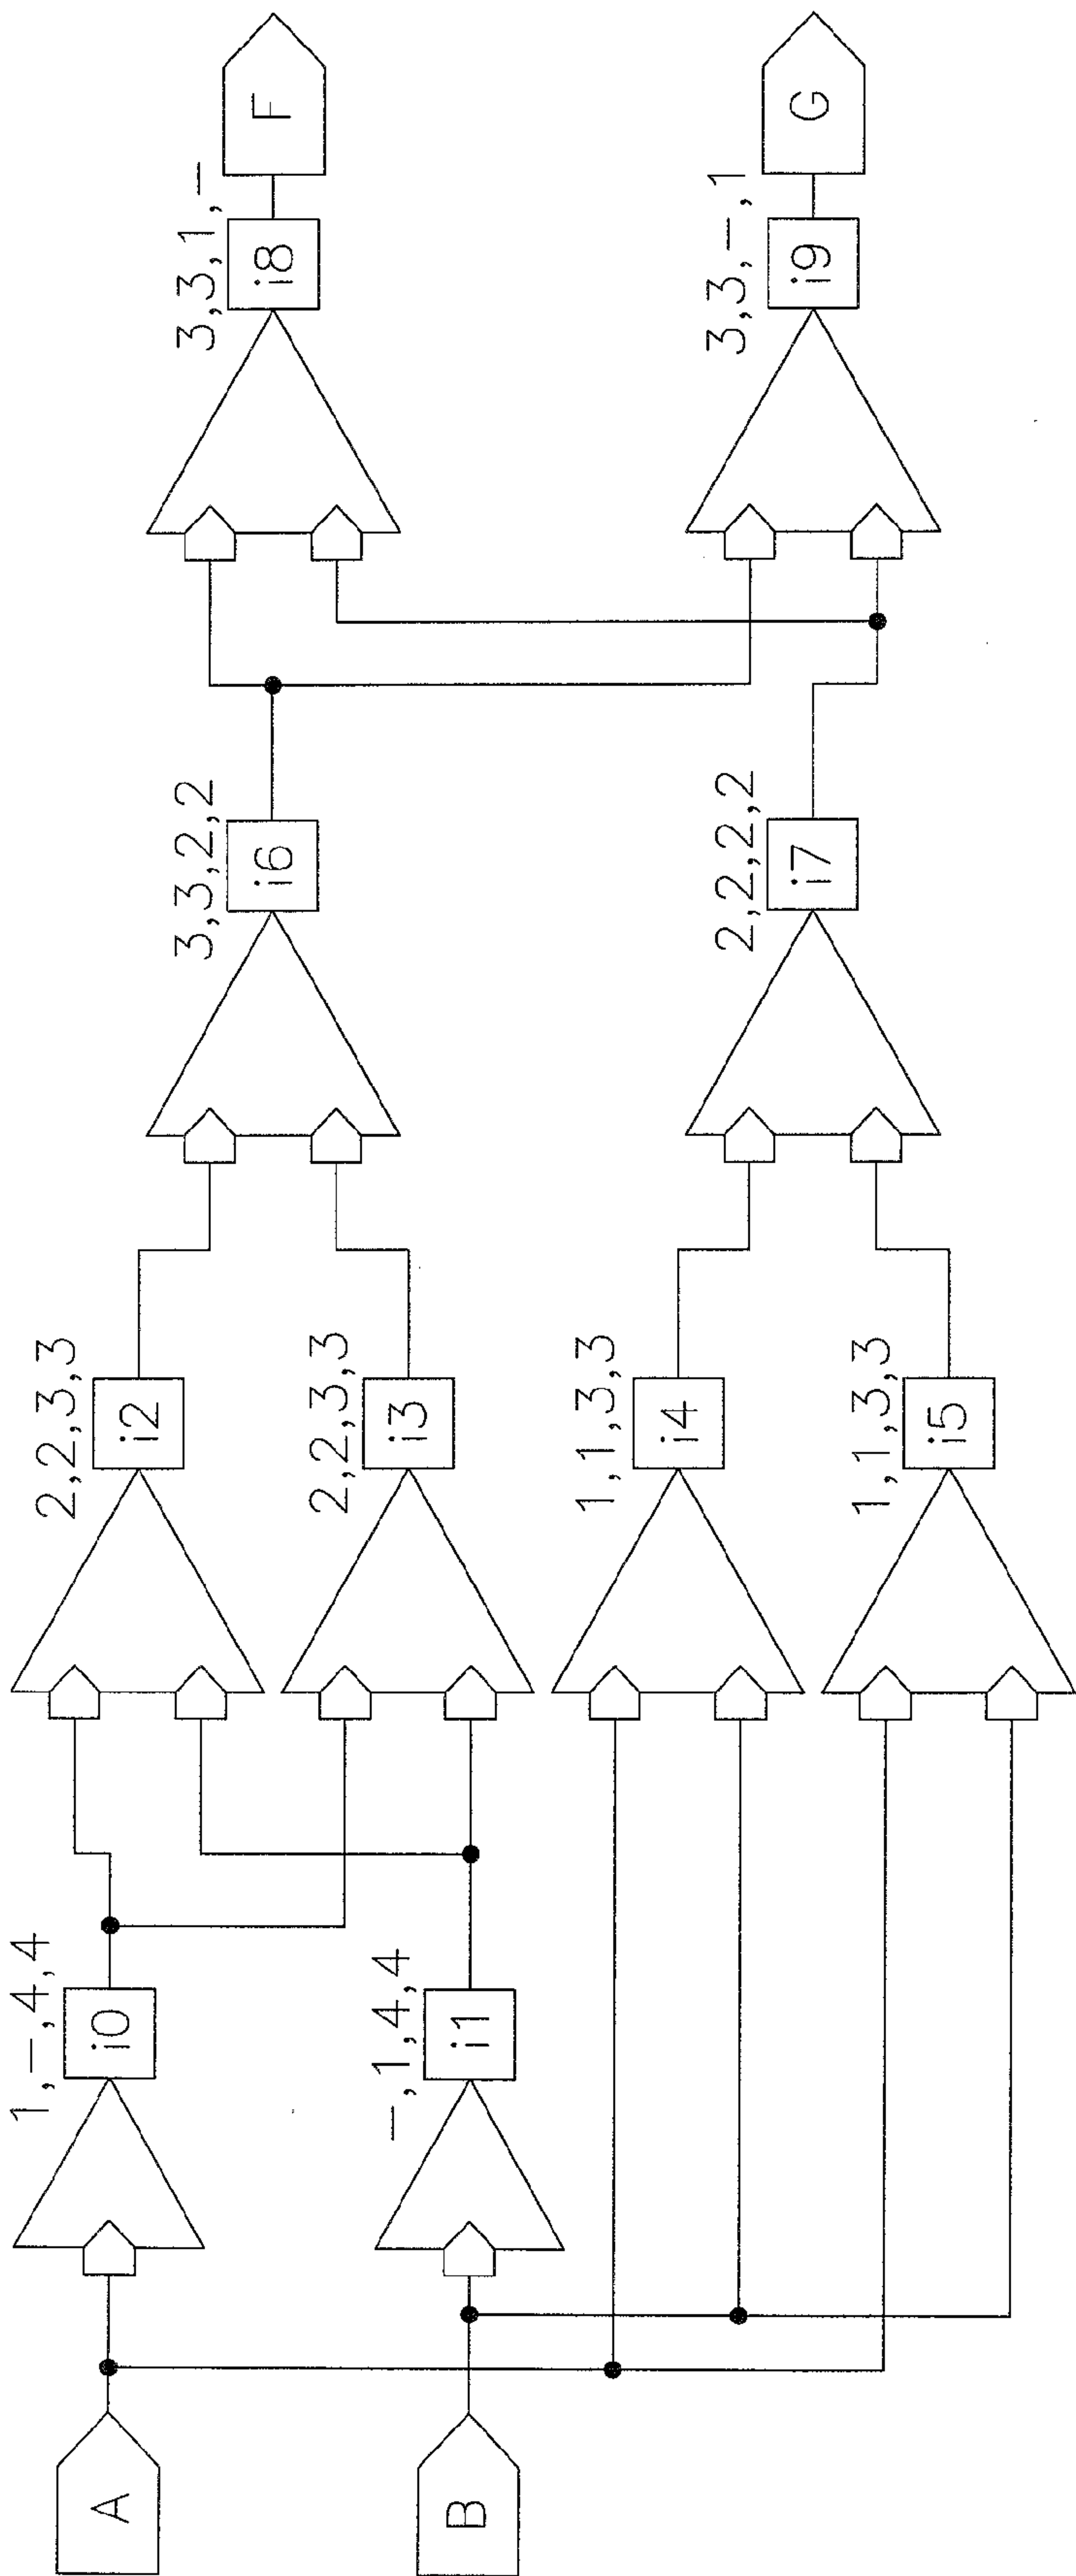 A
B
1,−,4,4
i0
−,1,4,4
i1
2,2,3,3
i2
2,2,3,3
i3
1,1,3,3
i4
1,1,3,3
i5
3,3,2,2
i6
2,2,2,2
i7
3,3,1,−
i8
3,3,−,1
i9
F
G